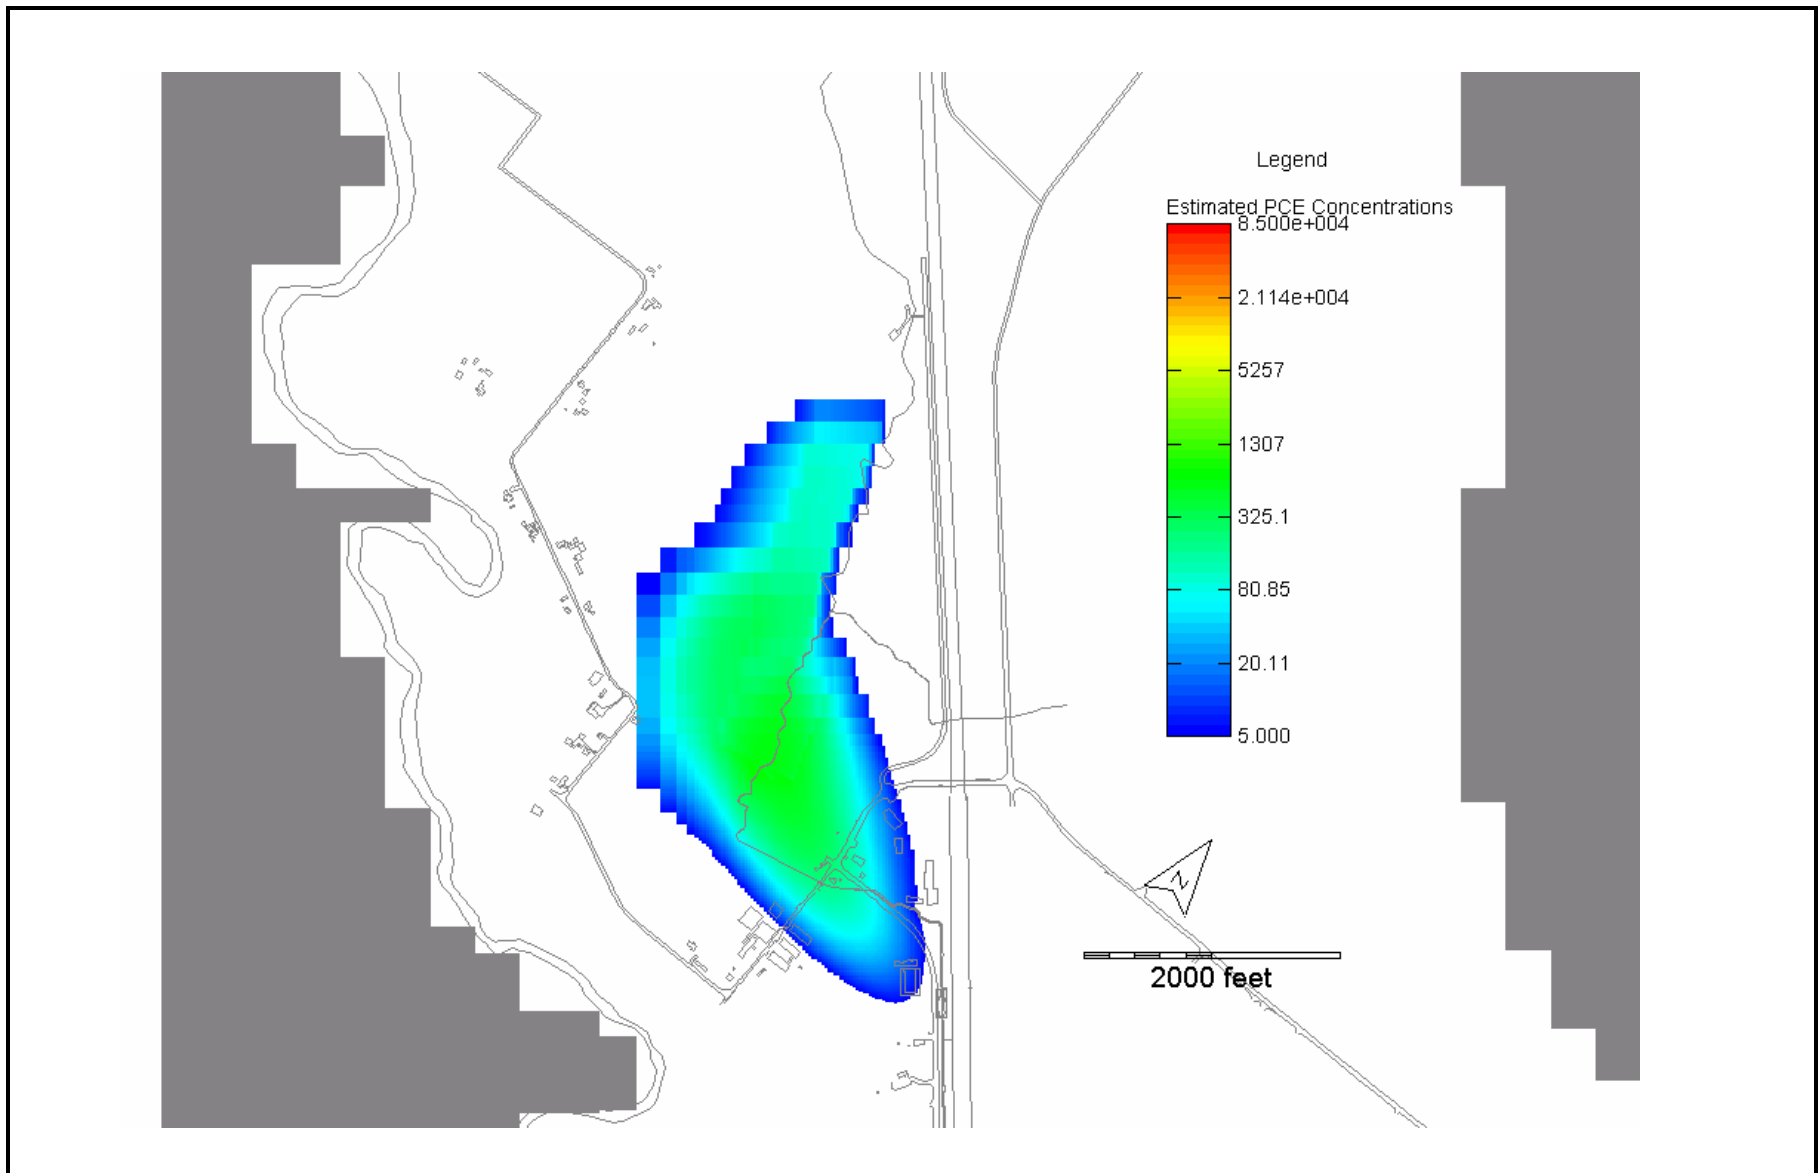 Legend
Estimated PCE Concentrations
8.500e+004
2.114e+004
5257
1307
325.1
80.85
20.11
5.000
N
2000 feet